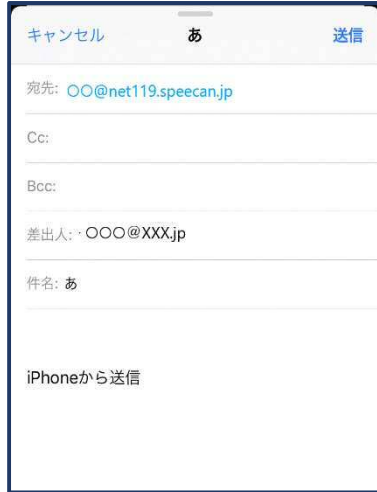 キャンセル あ 送信
宛先: ○○@net119.speecan.jp
Cc:
Bcc:
差出人: ·○○○@XXX.jp
件名: あ
iPhoneから送信